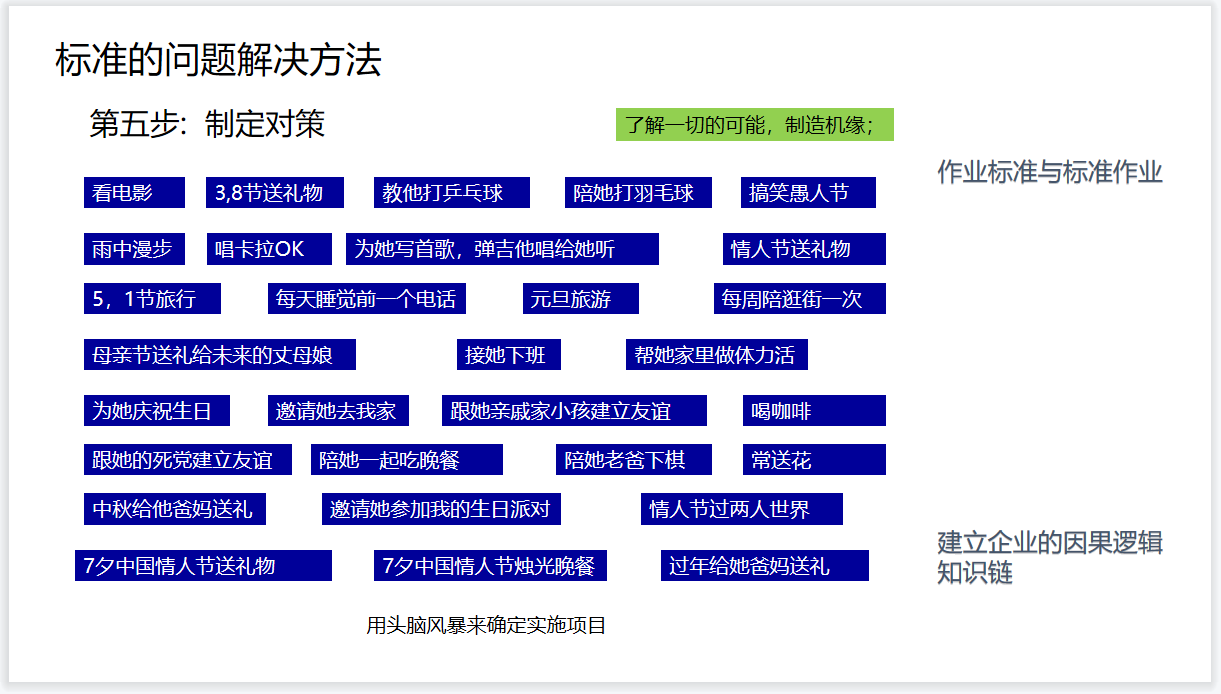 标准的问题解决方法
第五步：制定对策
了解一切的可能，制造机缘；
作业标准与标准作业
看电影
3,8节送礼物
教他打乒乓球
陪她打羽毛球
搞笑愚人节
雨中漫步
唱卡拉OK
为她写首歌，弹吉他唱给她听
情人节送礼物
5，1节旅行
每天睡觉前一个电话
元旦旅游
每周陪逛街一次
母亲节送礼给未来的丈母娘
接她下班
帮她家里做体力活
为她庆祝生日
邀请她去我家
跟她亲戚家小孩建立友谊
喝咖啡
跟她的死党建立友谊
陪她一起吃晚餐
陪她老爸下棋
常送花
中秋给他爸妈送礼
邀请她参加我的生日派对
情人节过两人世界
建立企业的因果逻辑
知识链
7夕中国情人节送礼物
7夕中国情人节烛光晚餐
过年给她爸妈送礼
用头脑风暴来确定实施项目